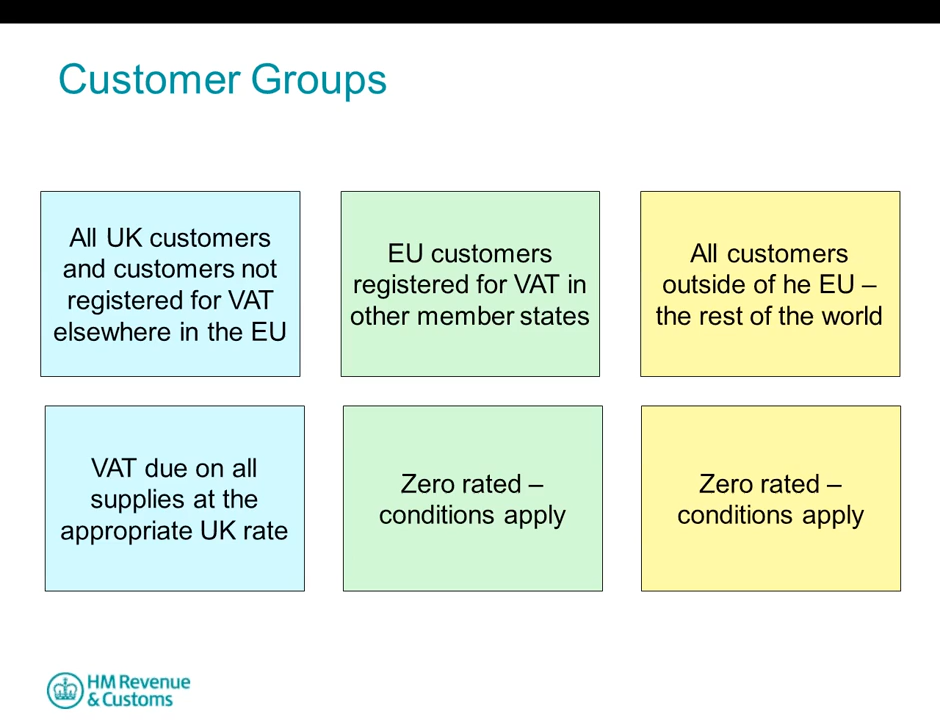 Customer Groups
All UK customers
and customers not
registered for VAT
elsewhere in the EU
EU customers
registered for VAT in
other member states
All customers
outside of he EU –
the rest of the world
VAT due on all
supplies at the
appropriate UK rate
Zero rated –
conditions apply
Zero rated –
conditions apply
HM Revenue
& Customs